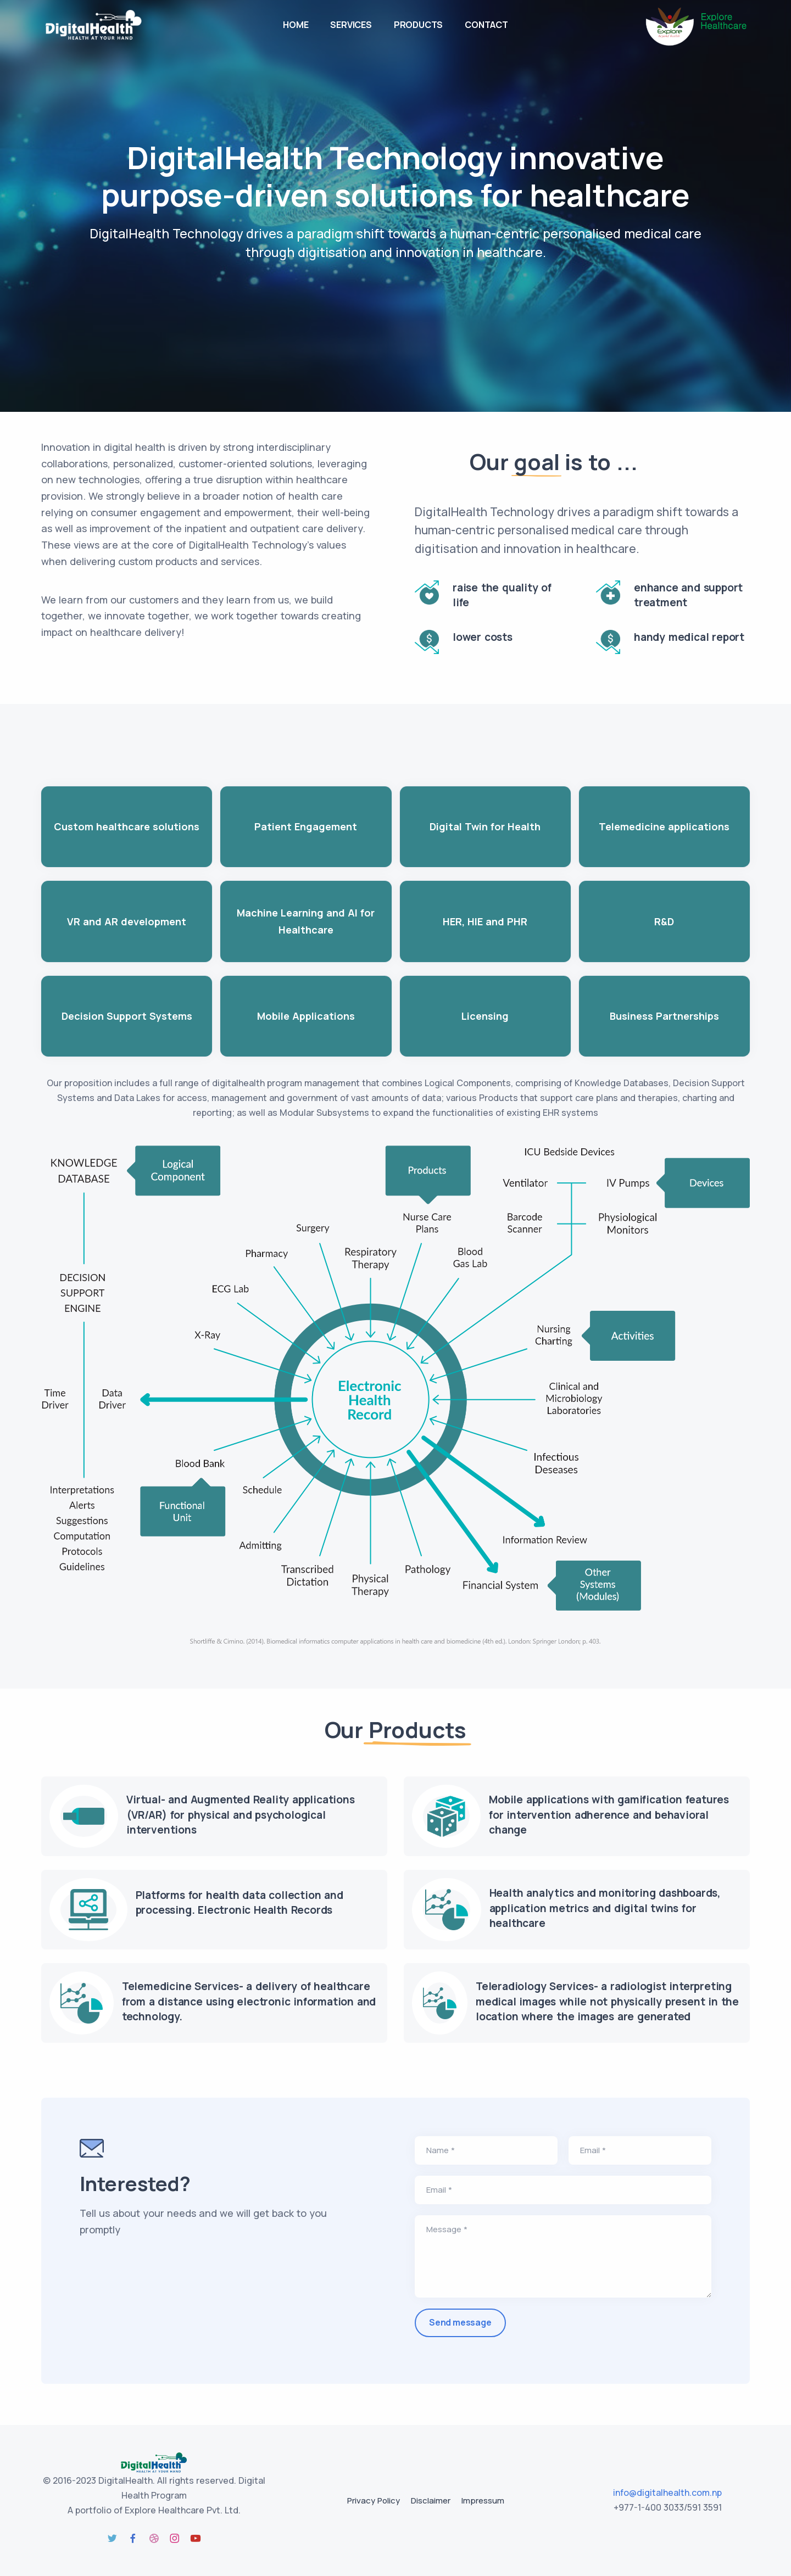 DigitalHealth
HEALTH AT YOUR HAND
HOME SERVICES PRODUCTS CONTACT
Explore
Explore
Healthcare
DigitalHealth Technology innovative
purpose-driven solutions for healthcare
DigitalHealth Technology drives a paradigm shift towards a human-centric personalised medical care
through digitisation and innovation in healthcare.
Innovation in digital health is driven by strong interdisciplinary
collaborations, personalized, customer-oriented solutions, leveraging
on new technologies, offering a true disruption within healthcare
provision. We strongly believe in a broader notion of health care
relying on consumer engagement and empowerment, their well-being
as well as improvement of the inpatient and outpatient care delivery.
These views are at the core of DigitalHealth Technology's values
when delivering custom products and services.
We learn from our customers and they learn from us, we build
together, we innovate together, we work together towards creating
impact on healthcare delivery!
Our goal is to ...
DigitalHealth Technology drives a paradigm shift towards a
human-centric personalised medical care through
digitisation and innovation in healthcare.
raise the quality of
life
enhance and support
treatment
lower costs
handy medical report
Custom healthcare solutions
Patient Engagement
Digital Twin for Health
Telemedicine applications
VR and AR development
Machine Learning and AI for
Healthcare
HER, HIE and PHR
R&D
Decision Support Systems
Mobile Applications
Licensing
Business Partnerships
Our proposition includes a full range of digitalhealth program management that combines Logical Components, comprising of Knowledge Databases, Decision Support
Systems and Data Lakes for access, management and government of vast amounts of data; various Products that support care plans and therapies, charting and
reporting; as well as Modular Subsystems to expand the functionalities of existing EHR systems
KNOWLEDGE
DATABASE
Logical
Component
Products
ICU Bedside Devices
Ventilator
IV Pumps
Devices
Barcode
Scanner
Physiological
Monitors
Nurse Care
Plans
Surgery
Respiratory
Therapy
Blood
Gas Lab
Pharmacy
ECG Lab
X-Ray
DECISION
SUPPORT
ENGINE
Nursing
Charting
Activities
Electronic
Health
Record
Time
Driver
Data
Driver
Clinical and
Microbiology
Laboratories
Blood Bank
Infectious
Deseases
Interpretations
Alerts
Suggestions
Computation
Protocols
Guidelines
Functional
Unit
Schedule
Admitting
Transcribed
Dictation
Physical
Therapy
Pathology
Information Review
Financial System
Other
Systems
(Modules)
Shortliffe & Cimino. (2014). Biomedical informatics computer applications in health care and biomedicine (4th ed.). London: Springer London; p. 403.
Our Products
Virtual- and Augmented Reality applications
(VR/AR) for physical and psychological
interventions
Mobile applications with gamification features
for intervention adherence and behavioral
change
Platforms for health data collection and
processing. Electronic Health Records
Health analytics and monitoring dashboards,
application metrics and digital twins for
healthcare
Telemedicine Services- a delivery of healthcare
from a distance using electronic information and
technology.
Teleradiology Services- a radiologist interpreting
medical images while not physically present in the
location where the images are generated
Interested?
Tell us about your needs and we will get back to you
promptly
Name *
Email *
Email *
Message *
Send message
DigitalHealth
HEALTH AT YOUR HAND
© 2016-2023 DigitalHealth. All rights reserved. Digital
Health Program
A portfolio of Explore Healthcare Pvt. Ltd.
Privacy Policy Disclaimer Impressum
info@digitalhealth.com.np
+977-1-400 3033/591 3591